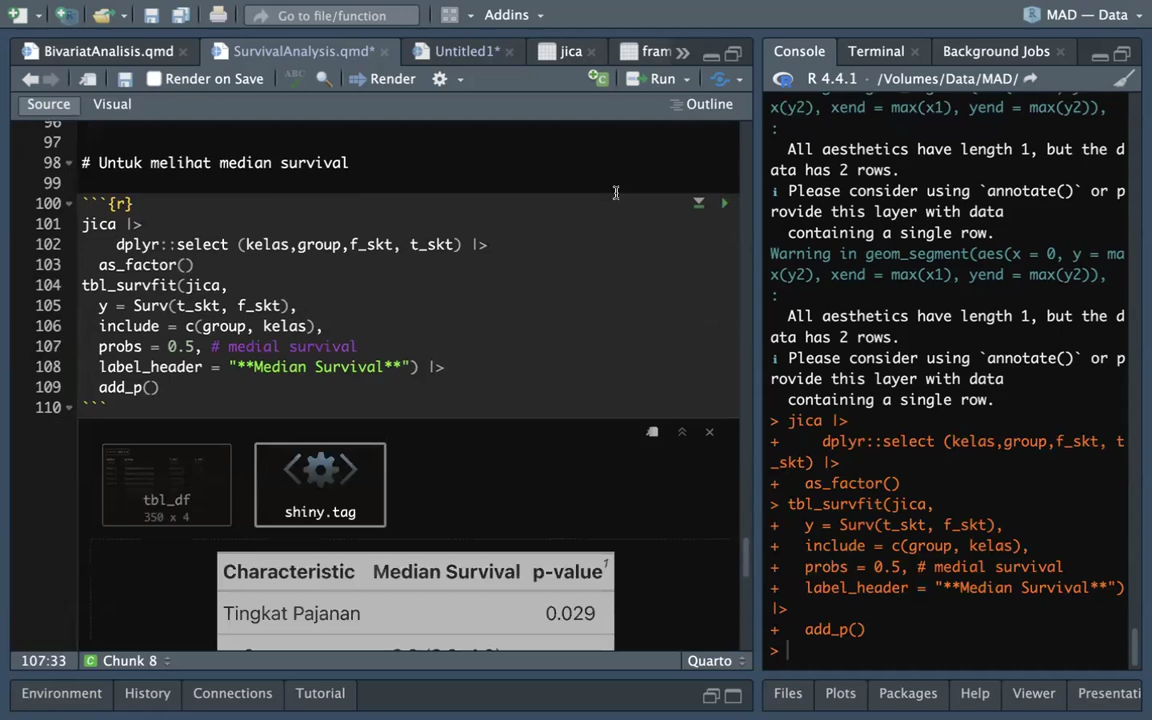 Go to file/function
Addins
MAD — Data
BivariatAnalisis.qmd
SurvivalAnalysis.qmd*
Untitled1*
jica
fram
Render on Save
ABC
Render
Run
Source
Visual
Outline
96
97
98 # Untuk melihat median survival
99
100 ```{r}
101 jica |>
102 dplyr::select (kelas,group,f_skt, t_skt) |>
103 as_factor()
104 tbl_survfit(jica,
105 y = Surv(t_skt, f_skt),
106 include = c(group, kelas),
107 probs = 0.5, # medial survival
108 label_header = "**Median Survival**") |>
109 add_p()
110 ```
tbl_df
350 x 4
shiny.tag
Characteristic Median Survival p-value1
Tingkat Pajanan 0.029
107:33 Chunk 8 Quarto
Environment History Connections Tutorial
Console Terminal Background Jobs
R 4.4.1 · /Volumes/Data/MAD/
x(y2), xend = max(x1), yend = max(y2)),
:
All aesthetics have length 1, but the d
ata has 2 rows.
ℹ Please consider using `annotate()` or p
rovide this layer with data
containing a single row.
Warning in geom_segment(aes(x = 0, y = ma
x(y2), xend = max(x1), yend = max(y2)),
:
All aesthetics have length 1, but the d
ata has 2 rows.
ℹ Please consider using `annotate()` or p
rovide this layer with data
containing a single row.
> jica |>
+ dplyr::select (kelas,group,f_skt, t
_skt) |>
+ as_factor()
> tbl_survfit(jica,
+ y = Surv(t_skt, f_skt),
+ include = c(group, kelas),
+ probs = 0.5, # medial survival
+ label_header = "**Median Survival**")
|>
+ add_p()
>
Files Plots Packages Help Viewer Presentati